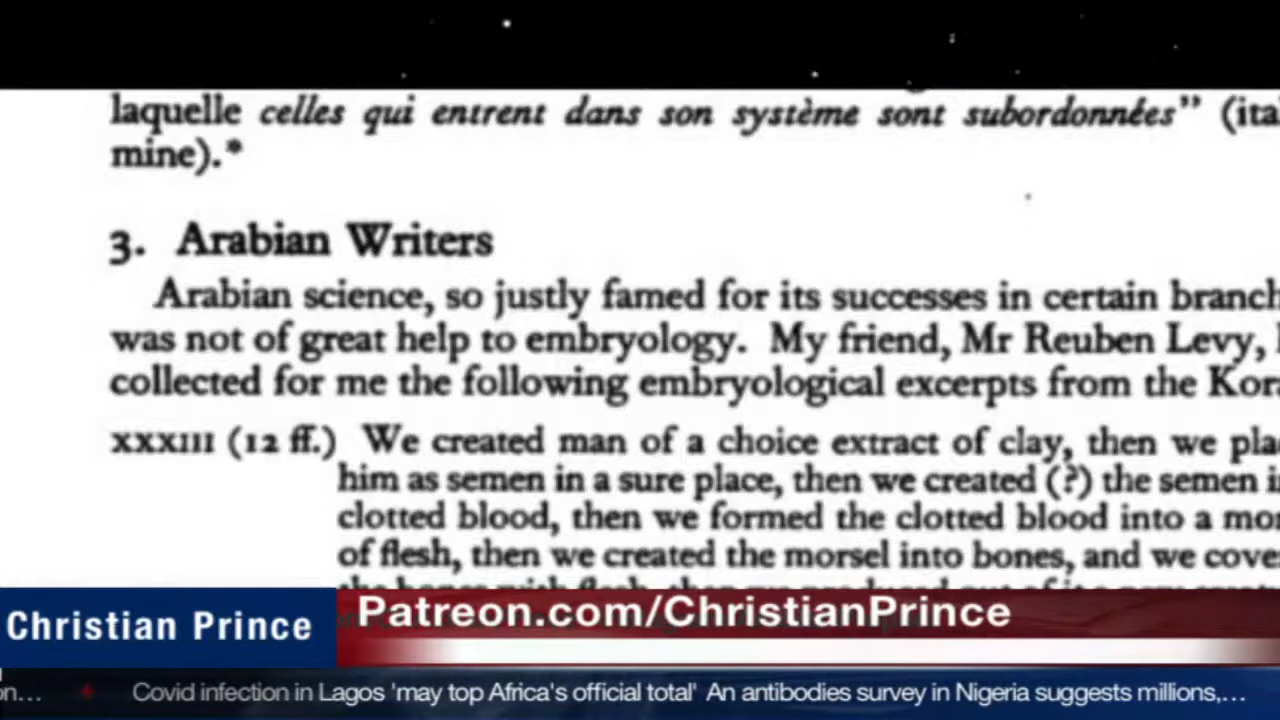 laquelle celles qui entrent dans son système sont subordonnées" (ita
mine).*
3. Arabian Writers
Arabian science, so justly famed for its successes in certain branch
was not of great help to embryology. My friend, Mr Reuben Levy,
collected for me the following embryological excerpts from the Kora
XXXIII (12 ff.) We created man of a choice extract of clay, then we plac
him as semen in a sure place, then we created (?) the semen in
clotted blood, then we formed the clotted blood into a mor
of flesh, then we created the morsel into bones, and we cover
Christian Prince
Patreon.com/ChristianPrince
on... Covid infection in Lagos 'may top Africa's official total' An antibodies survey in Nigeria suggests millions,...